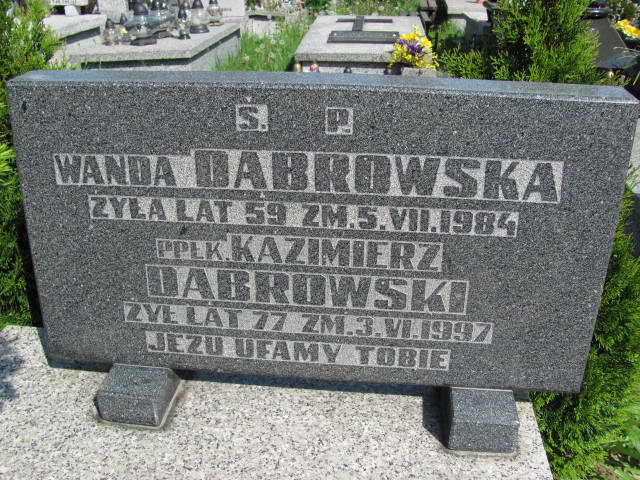 Ś. P.
WANDA DĄBROWSKA
ŻYŁA LAT 59 ZM. 5. VII. 1984
PPŁK. KAZIMIERZ
DĄBROWSKI
ŻYŁ LAT 77 ZM. 3. VI. 1997
JEZU UFAMY TOBIE